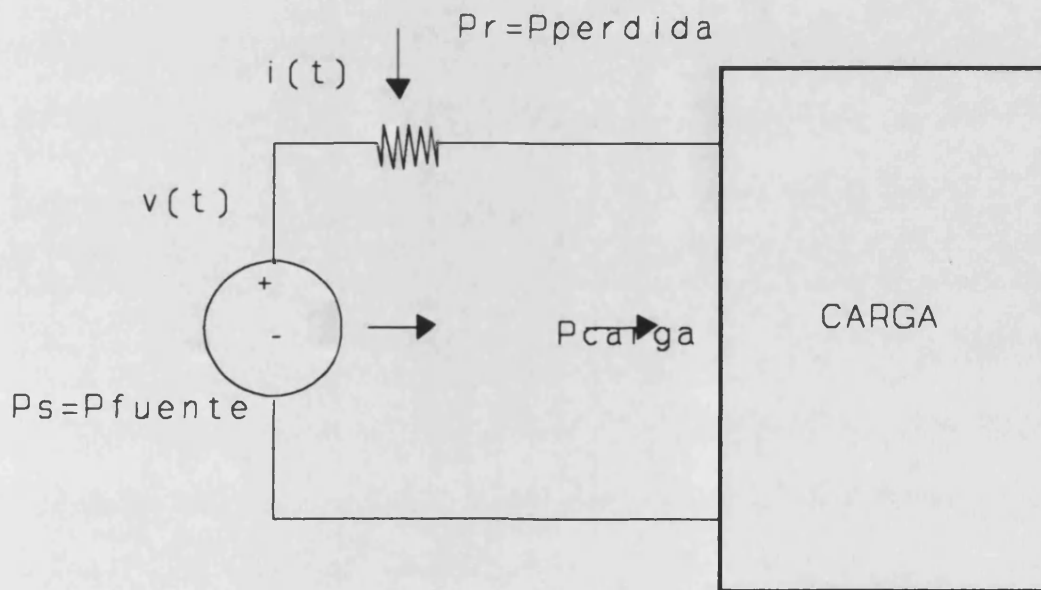 Pr=Pperdida
i(t)
v(t)
+
-
Pcarga
CARGA
Ps=Pfuente